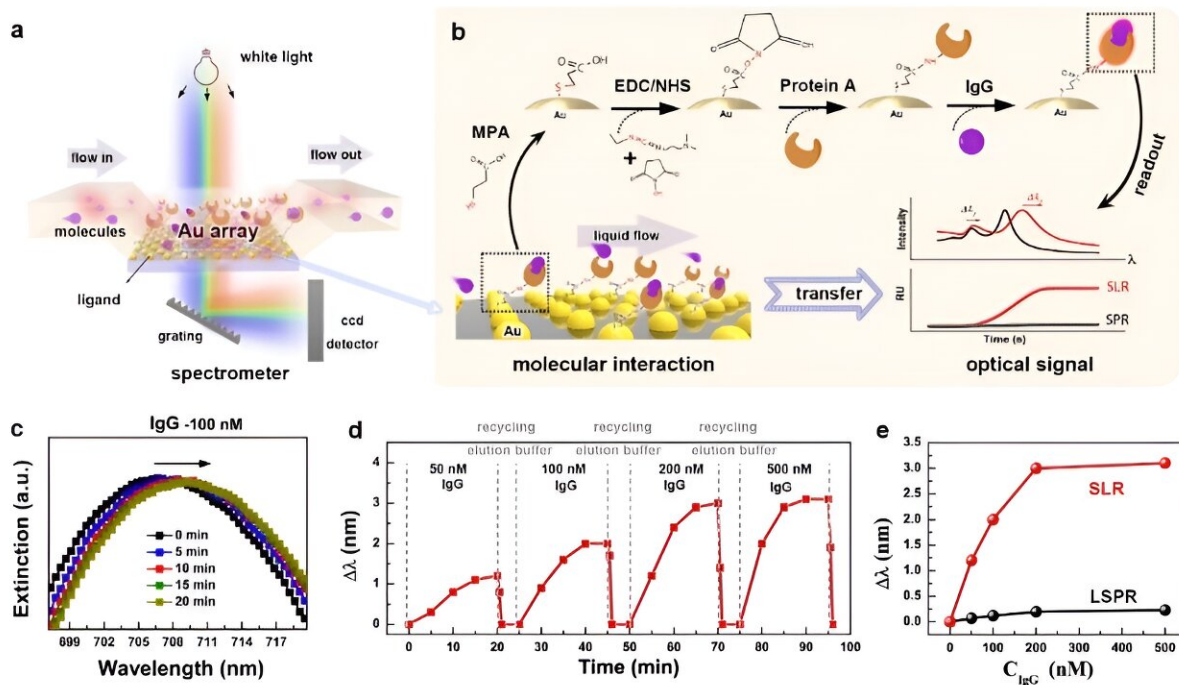 a
white light
flow in
flow out
molecules
Au array
ligand
grating
ccd
detector
spectrometer
b
MPA
EDC/NHS
Protein A
IgG
Au
Au
Au
Au
readout
liquid flow
Au
molecular interaction
transfer
Intensity
λ
RU
SLR
SPR
Time (s)
optical signal
c
IgG -100 nM
Extinction (a.u.)
0 min
5 min
10 min
15 min
20 min
699 702 705 708 711 714 717
Wavelength (nm)
d
recycling recycling recycling
elution buffer elution buffer elution buffer
50 nM 100 nM 200 nM 500 nM
IgG IgG IgG IgG
Δλ (nm)
4
3
2
1
0
0 10 20 30 40 50 60 70 80 90 100
Time (min)
e
Δλ (nm)
3.5
3.0
2.5
2.0
1.5
1.0
0.5
0.0
SLR
LSPR
0 100 200 300 400 500
C_IgG (nM)